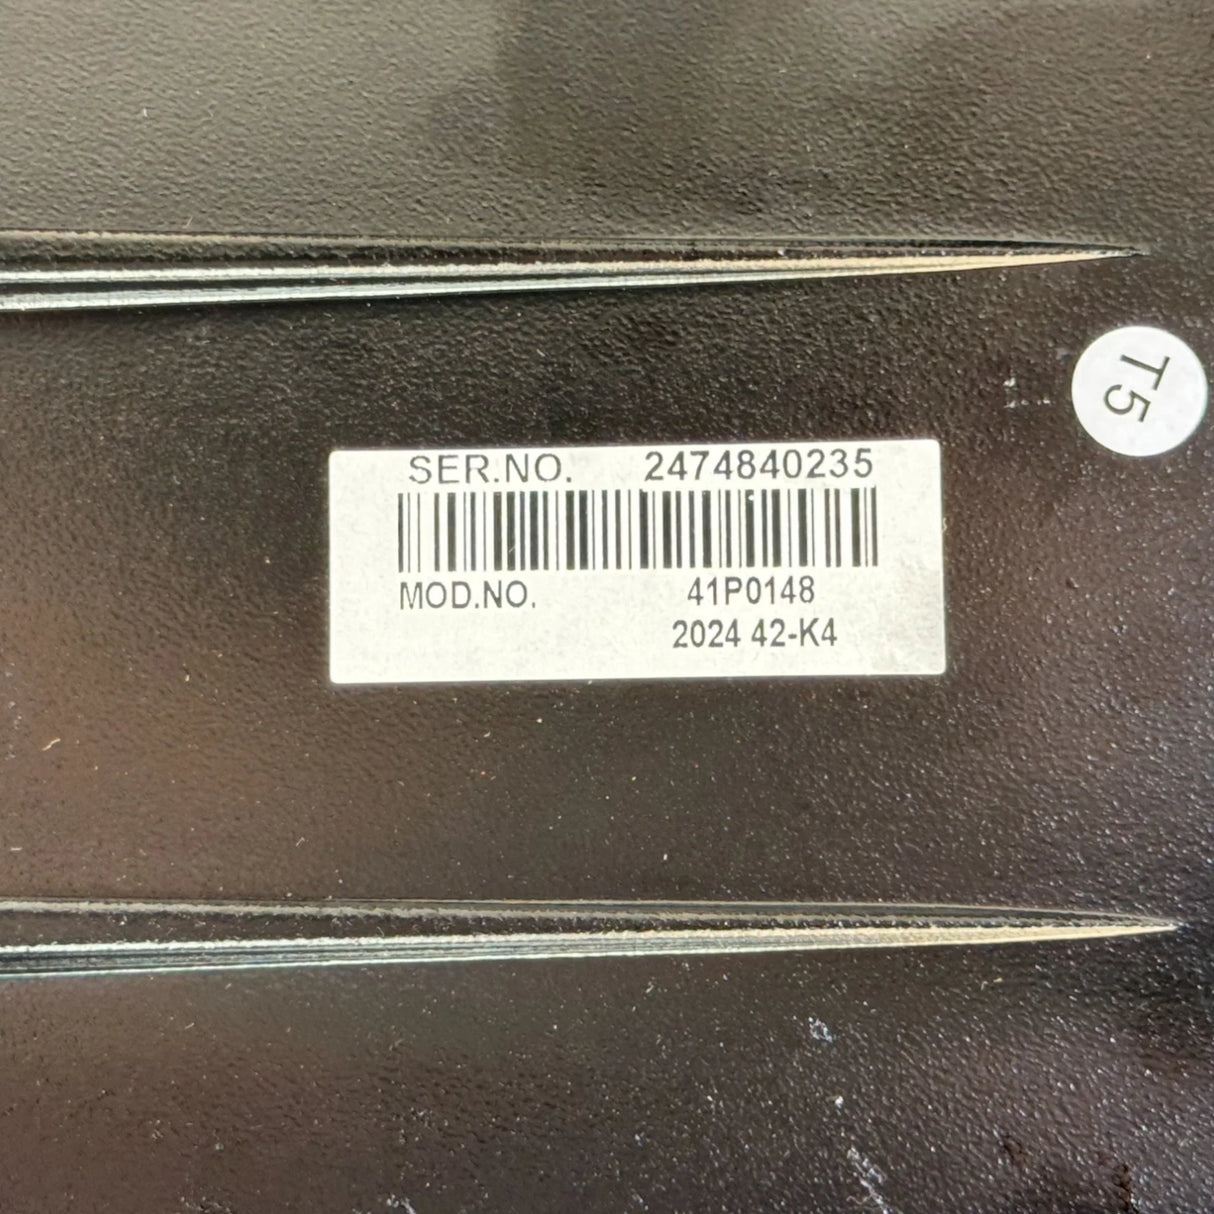 T5
SER.NO. 2474840235
MOD.NO. 41P0148
2024 42-K4